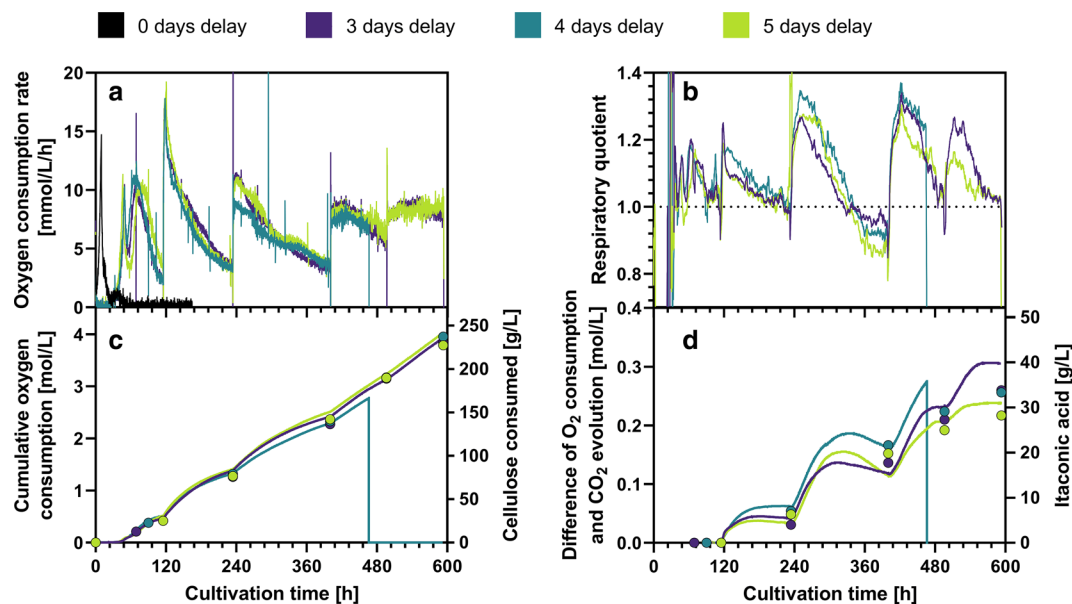 0 days delay 3 days delay 4 days delay 5 days delay
a
Oxygen consumption rate
[mmol/L/h]
20
15
10
5
0
b
Respiratory quotient
1.4
1.2
1.0
0.8
0.4
c
Cumulative oxygen
consumption [mol/L]
4
3
2
1
0
250
200
150
100
50
0
Cellulose consumed [g/L]
0 120 240 360 480 600
Cultivation time [h]
d
Difference of O2 consumption
and CO2 evolution [mol/L]
0.3
0.2
0.1
0.0
50
40
30
20
10
0
Itaconic acid [g/L]
0 120 240 360 480 600
Cultivation time [h]